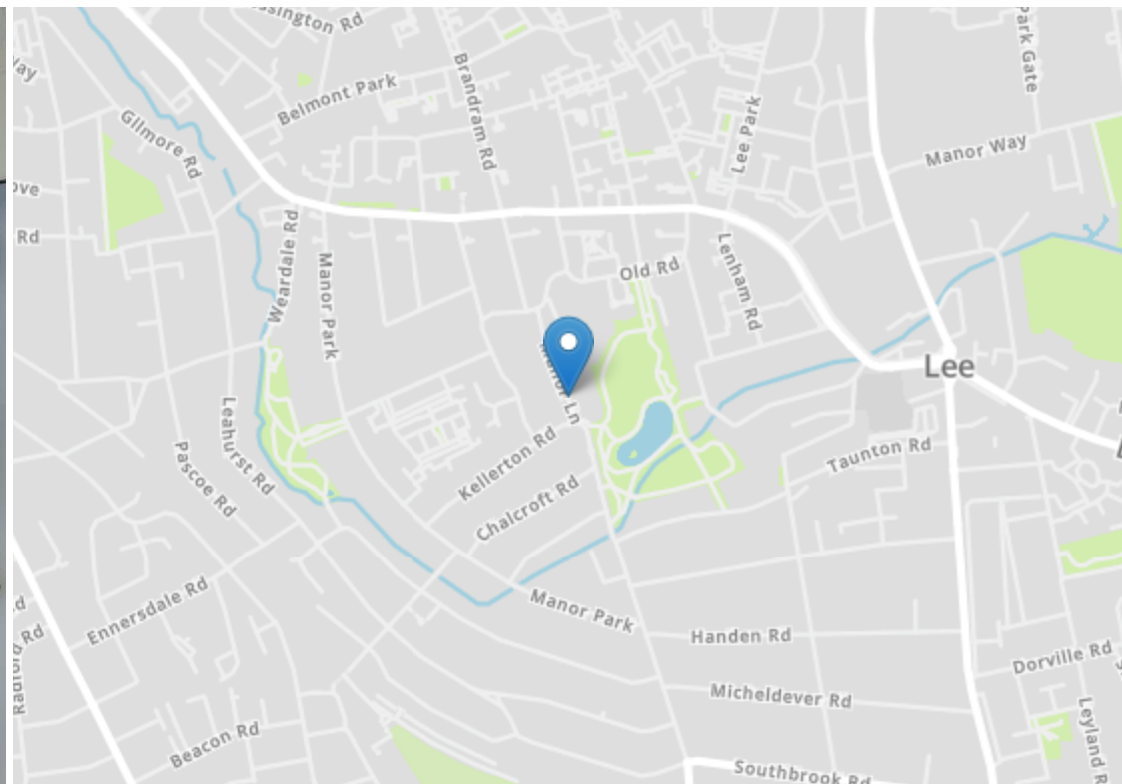 Belmont Park
Brandram Rd
Lee Park
Park Gate
Manor Way
Gilmore Rd
Rd
Weardale Rd
Manor Park
Old Rd
Lenham Rd
Lee
Ln
Leahurst Rd
Pascoe Rd
Kellerton Rd
Chalcroft Rd
Taunton Rd
Ennersdale Rd
Manor Park
Handen Rd
Dorville Rd
Micheldever Rd
Beacon Rd
Southbrook Rd